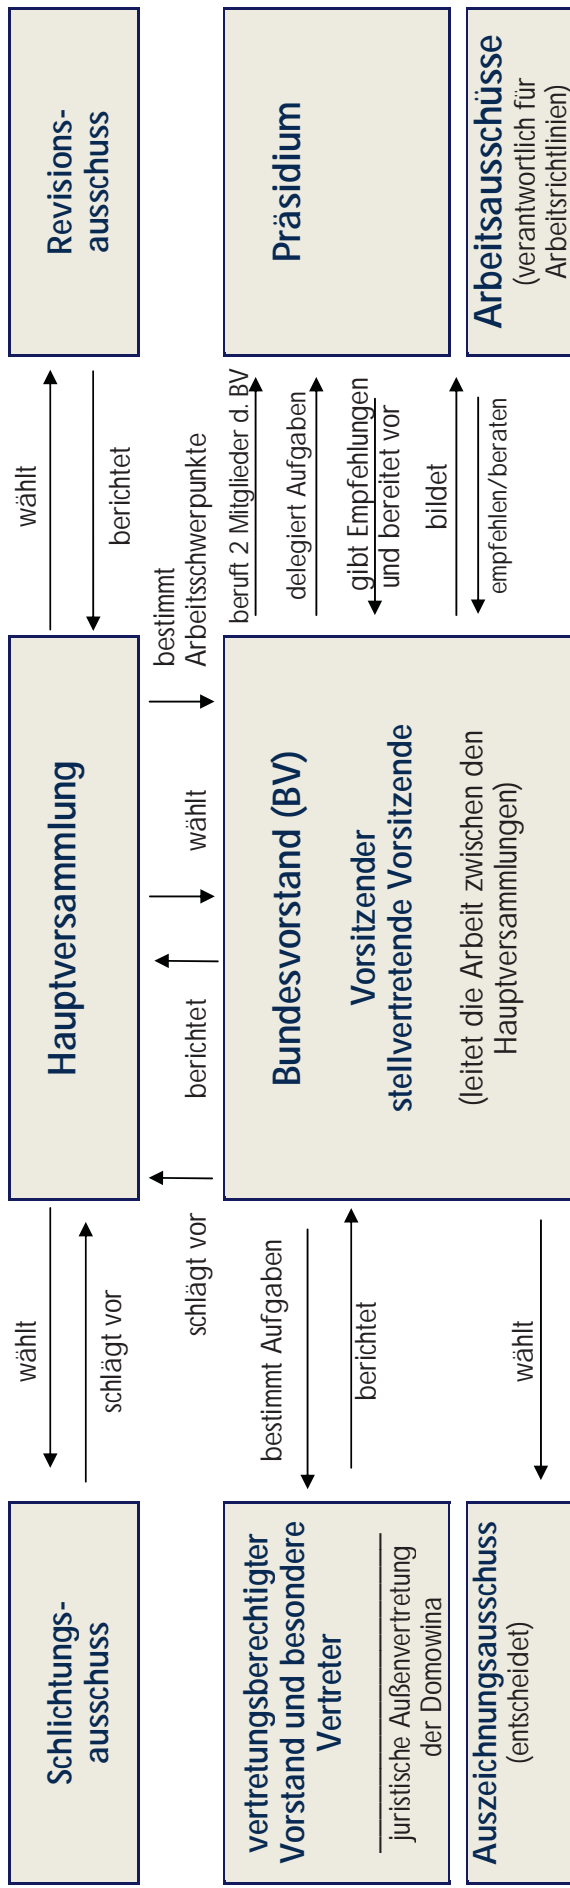 Schlichtungs-
ausschuss
wählt
schlägt vor
Hauptversammlung
wählt
berichtet
Revisions-
ausschuss
schlägt vor
berichtet
wählt
bestimmt
Arbeitsschwerpunkte
vertretungsberechtigter
Vorstand und besondere
Vertreter
juristische Außenvertretung
der Domowina
bestimmt Aufgaben
berichtet
Bundesvorstand (BV)
Vorsitzender
stellvertretende Vorsitzende
(leitet die Arbeit zwischen den
Hauptversammlungen)
beruft 2 Mitglieder d. BV
delegiert Aufgaben
gibt Empfehlungen
und bereitet vor
Präsidium
Auszeichnungsausschuss
(entscheidet)
wählt
bildet
empfehlen/beraten
Arbeitsausschüsse
(verantwortlich für
Arbeitsrichtlinien)